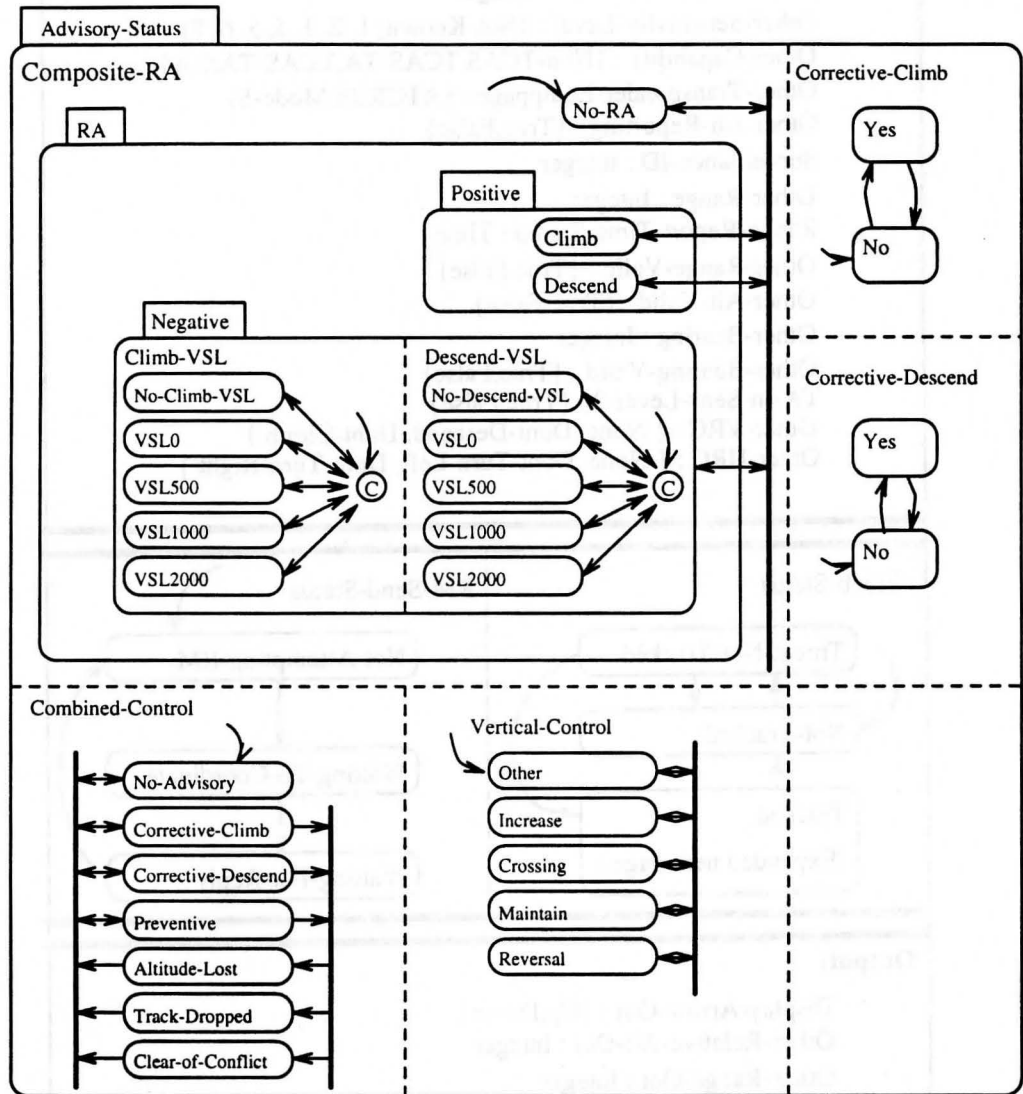 Advisory-Status
Composite-RA
No-RA
RA
Positive
Climb
Descend
Negative
Climb-VSL
No-Climb-VSL
VSL0
VSL500
VSL1000
VSL2000
C
Descend-VSL
No-Descend-VSL
VSL0
VSL500
VSL1000
VSL2000
C
Corrective-Climb
Yes
No
Corrective-Descend
Yes
No
Combined-Control
No-Advisory
Corrective-Climb
Corrective-Descend
Preventive
Altitude-Lost
Track-Dropped
Clear-of-Conflict
Vertical-Control
Other
Increase
Crossing
Maintain
Reversal